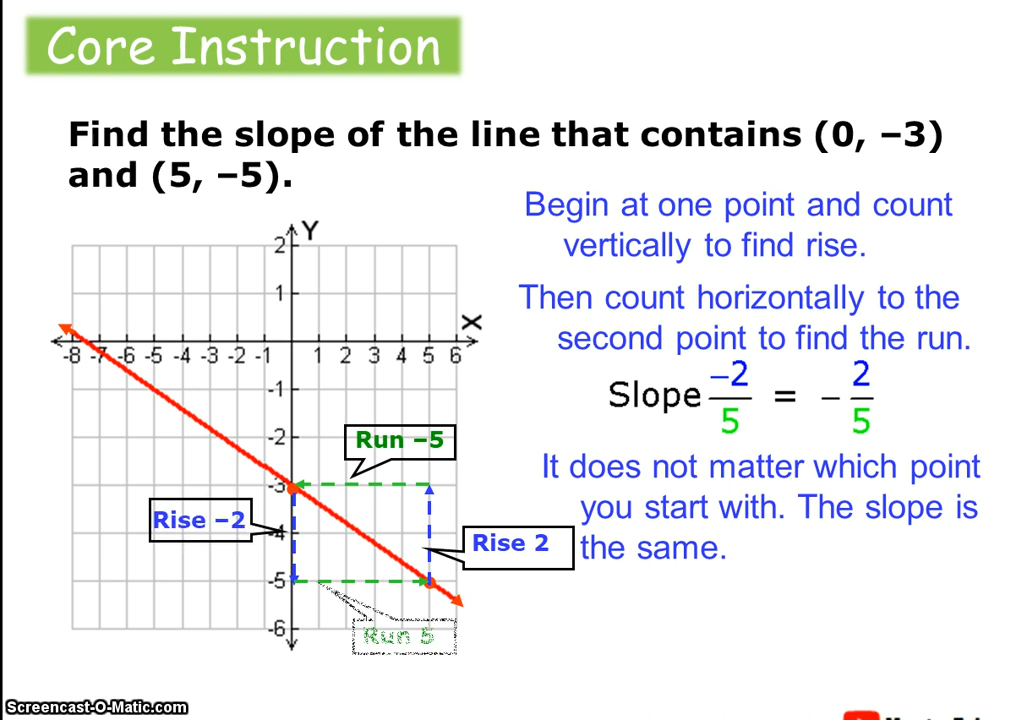 Core Instruction
Find the slope of the line that contains (0, –3)
and (5, –5).
Begin at one point and count
vertically to find rise.
Then count horizontally to the
second point to find the run.
Slope –2/5 = – 2/5
It does not matter which point
you start with. The slope is
the same.
Y
2
1
X
-8 -7 -6 -5 -4 -3 -2 -1 1 2 3 4 5 6
-1
-2
Run –5
-3
Rise –2
-4
Rise 2
-5
-6
Run 5
Screencast-O-Matic.com